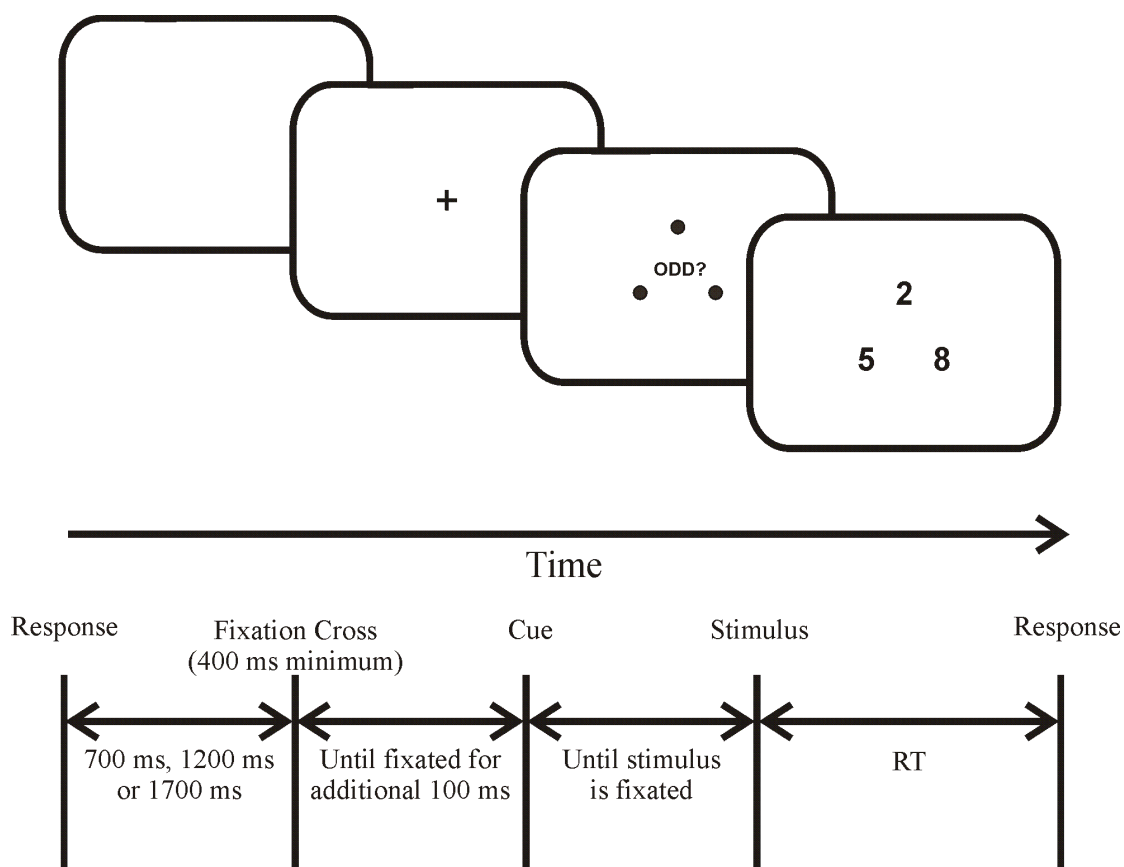 +
ODD?
2
5 8
Time
Response
Fixation Cross
(400 ms minimum)
Cue
Stimulus
Response
700 ms, 1200 ms
or 1700 ms
Until fixated for
additional 100 ms
Until stimulus
is fixated
RT